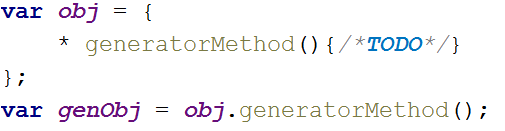 var obj = {
    * generatorMethod(){/*TODO*/}
};
var genObj = obj.generatorMethod();